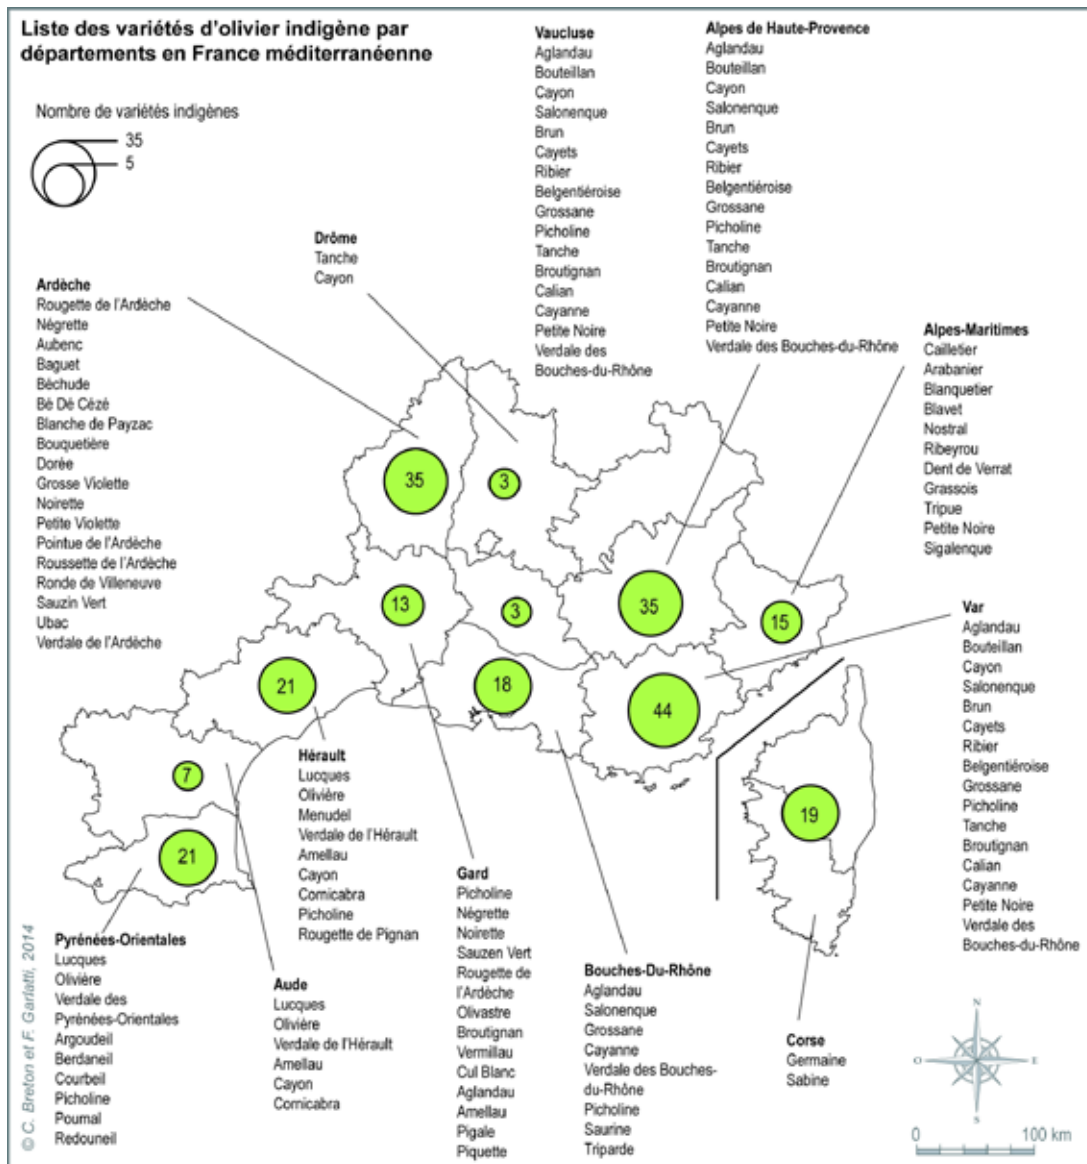 Liste des variétés d'olivier indigène par
départements en France méditerranéenne
Nombre de variétés indigènes
35
5
Vaucluse
Aglandau
Bouteillan
Cayon
Salonenque
Brun
Cayets
Ribier
Belgentiéroise
Grossane
Picholine
Tanche
Broutignan
Calian
Cayanne
Petite Noire
Verdale des
Bouches-du-Rhône
Alpes de Haute-Provence
Aglandau
Bouteillan
Cayon
Salonenque
Brun
Cayets
Ribier
Belgentiéroise
Grossane
Picholine
Tanche
Broutignan
Calian
Cayanne
Petite Noire
Verdale des Bouches-du-Rhône
Drôme
Tanche
Cayon
Ardèche
Rougette de l'Ardèche
Négrette
Aubenc
Baguet
Bèchude
Bé Dé Cézé
Blanche de Payzac
Bouquetière
Dorée
Grosse Violette
Noirette
Petite Violette
Pointue de l'Ardèche
Roussette de l'Ardèche
Ronde de Villeneuve
Sauzin Vert
Ubac
Verdale de l'Ardèche
Alpes-Maritimes
Cailletier
Arabanier
Blanquetier
Blavet
Nostral
Ribeyrou
Dent de Verrat
Grassois
Tripue
Petite Noire
Sigalenque
35
3
13
3
35
15
21
18
44
7
21
19
Var
Aglandau
Bouteillan
Cayon
Salonenque
Brun
Cayets
Ribier
Belgentiéroise
Grossane
Picholine
Tanche
Broutignan
Calian
Cayanne
Petite Noire
Verdale des
Bouches-du-Rhône
Hérault
Lucques
Olivière
Menudel
Verdale de l'Hérault
Amellau
Cayon
Cornicabra
Picholine
Rougette de Pignan
Gard
Picholine
Négrette
Noirette
Sauzen Vert
Rougette de
l'Ardèche
Olivastre
Broutignan
Vermillau
Cul Blanc
Aglandau
Amellau
Pigale
Piquette
Pyrénées-Orientales
Lucques
Olivière
Verdale des
Pyrénées-Orientales
Argoudeil
Berdaneil
Courbeil
Picholine
Poumal
Redouneil
Aude
Lucques
Olivière
Verdale de l'Hérault
Amellau
Cayon
Cornicabra
Bouches-Du-Rhône
Aglandau
Salonenque
Grossane
Cayanne
Verdale des Bouches-
du-Rhône
Picholine
Saurine
Triparde
Corse
Germaine
Sabine
N
O
E
S
0
100 km
© C. Breton et F. Garlatti, 2014